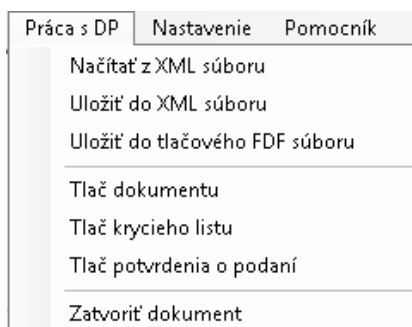 Práca s DP Nastavenie Pomocník
Načítať z XML súboru
Uložiť do XML súboru
Uložiť do tlačového FDF súboru
Tlač dokumentu
Tlač krycieho listu
Tlač potvrdenia o podaní
Zatvoriť dokument